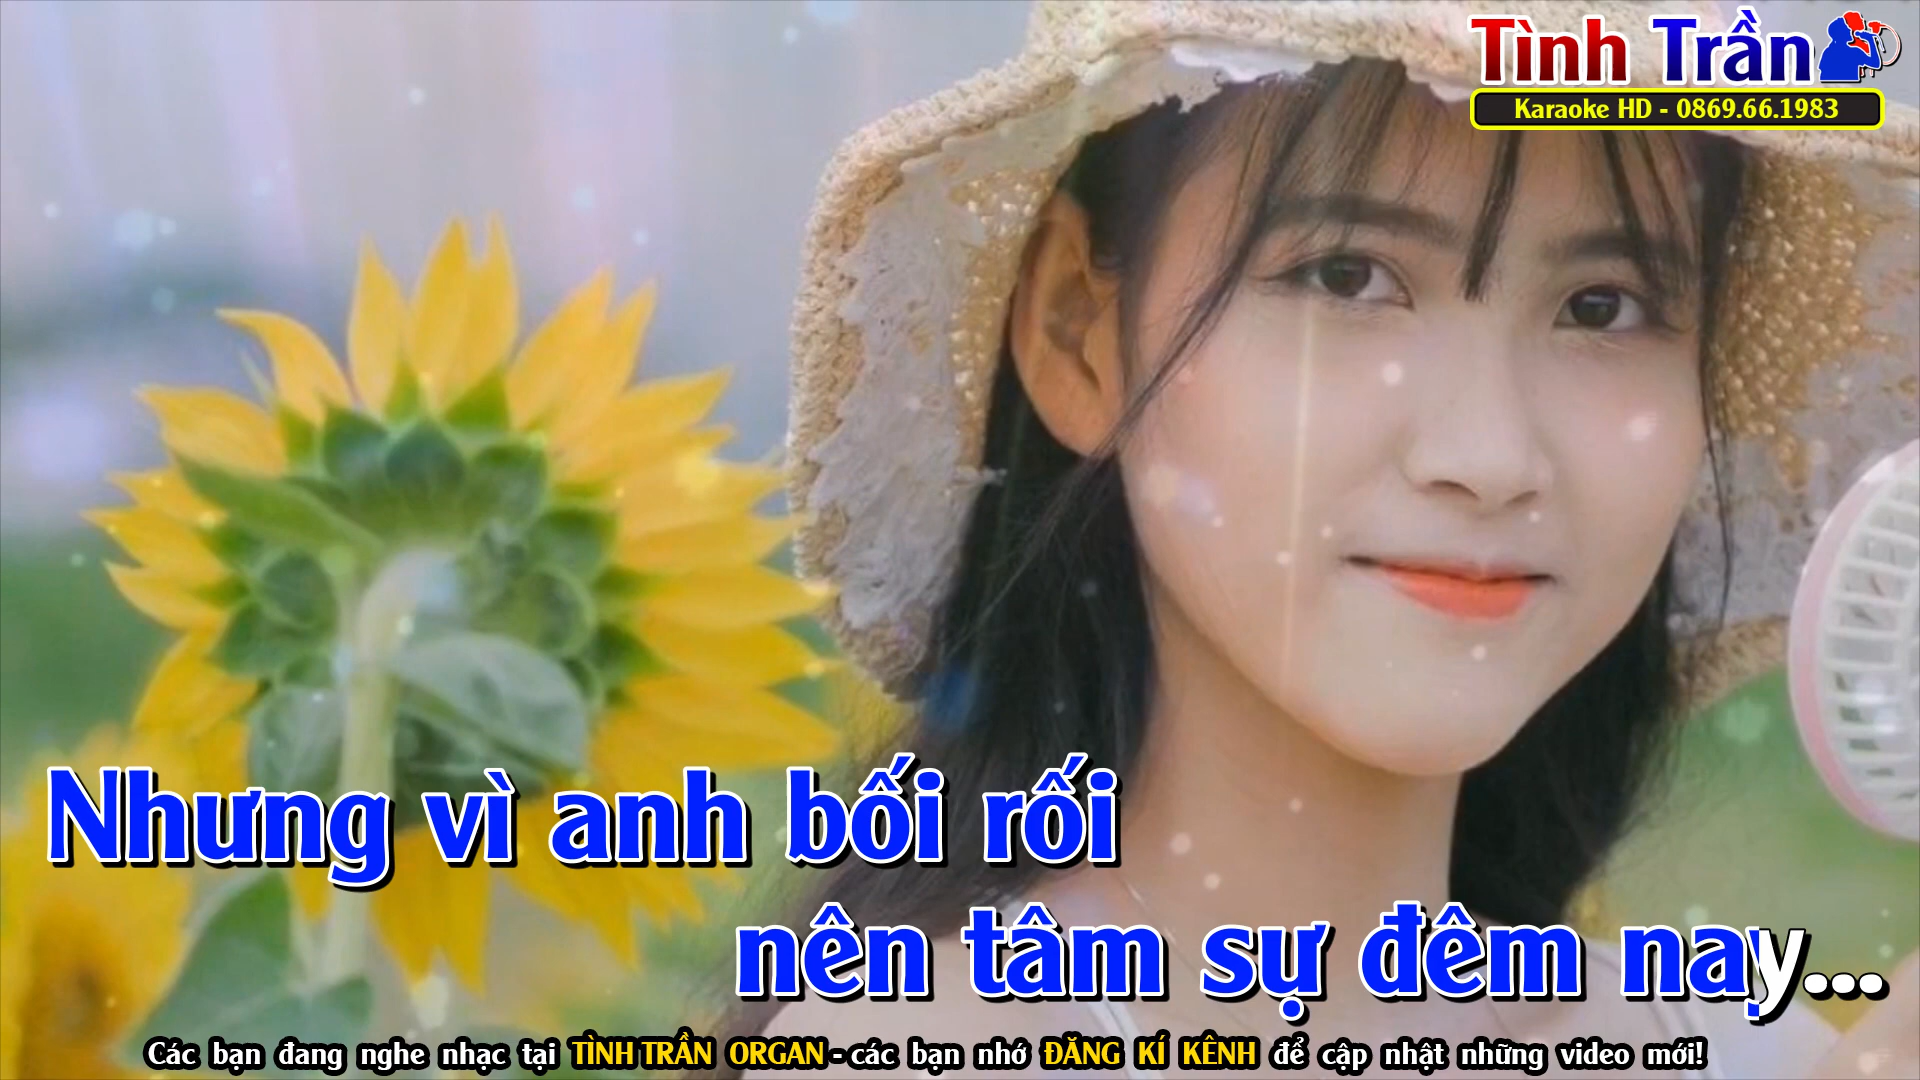 Tình Trần
Karaoke HD - 0869.66.1983
Nhưng vì anh bối rối
nên tâm sự đêm nay...
Các bạn đang nghe nhạc tại TÌNH TRẦN ORGAN - các bạn nhớ ĐĂNG KÍ KÊNH để cập nhật những video mới!